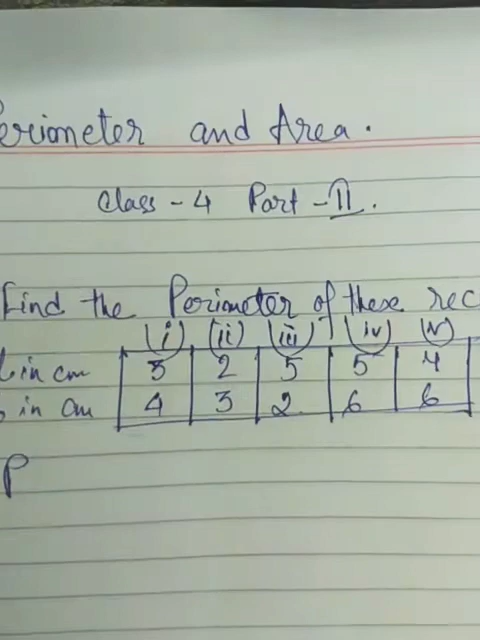 erimeter and Area.
Class - 4 Part - II.
Find the Perimeter of these rec
(i) (ii) (iii) (iv) (v)
L in cm 3 2 5 5 4
b in cm 4 3 2 6 6
P